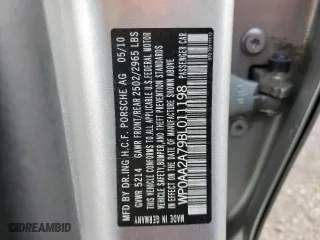 MFD. BY DR.ING.H.C.F. PORSCHE AG 05/10
GVWR 5214 GAWR FRONT/REAR 2502/2965 LBS
THIS VEHICLE CONFORMS TO ALL APPLICABLE U.S.FEDERAL MOTOR
VEHICLE SAFETY,BUMPER,AND THEFT PREVENTION STANDARDS
IN EFFECT ON THE DATE OF MANUFACTURE SHOWN ABOVE.
WP0AA2A79BL011198 PASSENGER CAR
MADE IN GERMANY